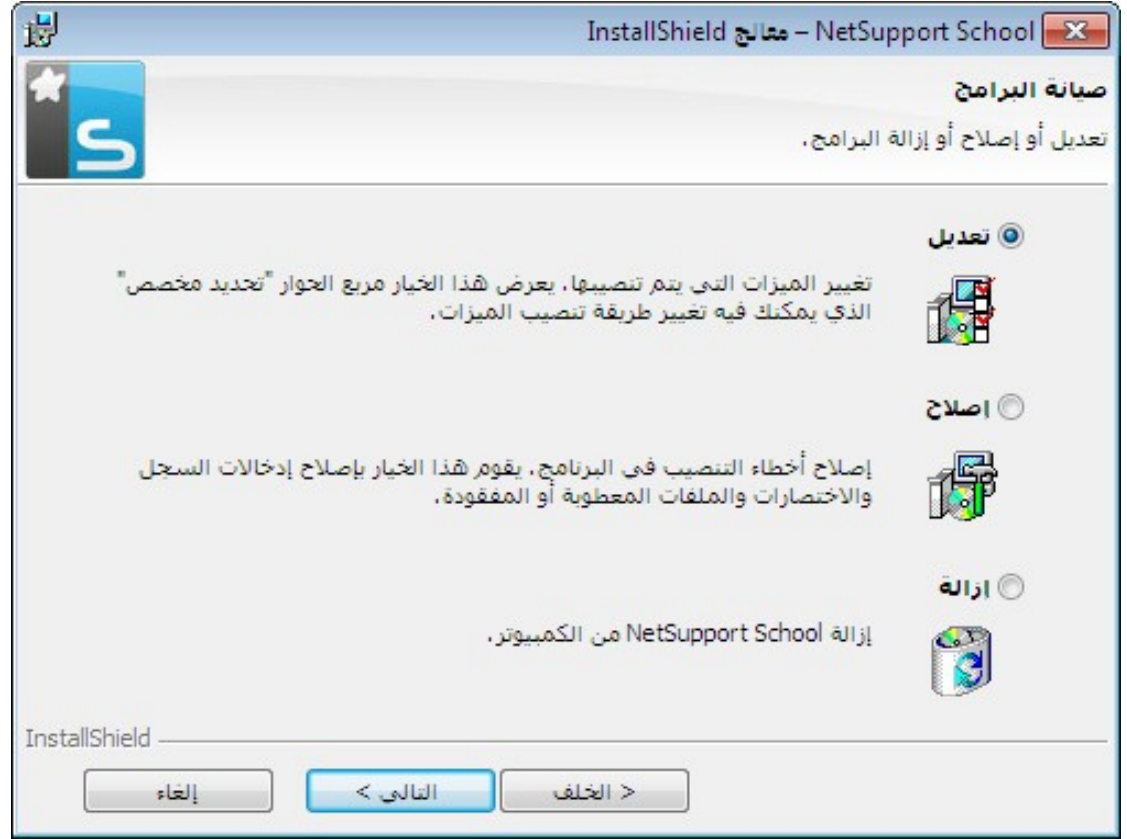 NetSupport School – معالج InstallShield
صيانة البرامج
تعديل أو إصلاح أو إزالة البرامج.
تعديل
تغيير الميزات التي يتم تنصيبها. يعرض هذا الخيار مربع الحوار "تحديد مخصص"
الذي يمكنك فيه تغيير طريقة تنصيب الميزات.
إصلاح
إصلاح أخطاء التنصيب في البرنامج. يقوم هذا الخيار بإصلاح إدخالات السجل
والاختصارات والملفات المعطوبة أو المفقودة.
إزالة
إزالة NetSupport School من الكمبيوتر.
InstallShield
< الخلف
التالي >
إلغاء